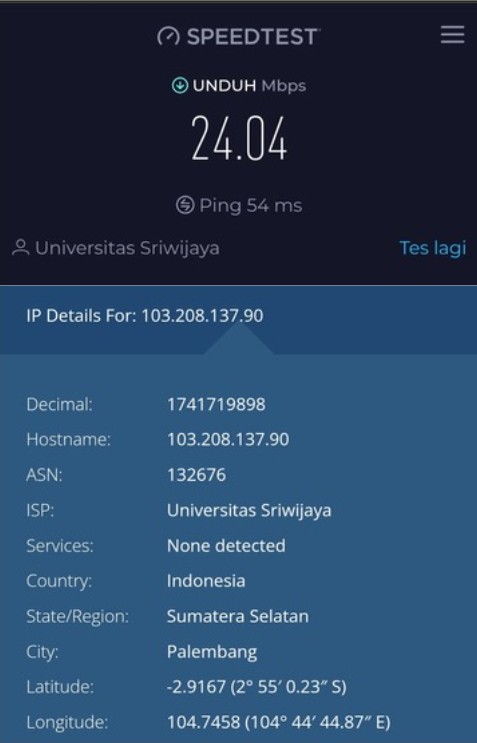 SPEEDTEST
UNDUH Mbps
24.04
Ping 54 ms
Universitas Sriwijaya Tes lagi
IP Details For: 103.208.137.90
Decimal: 1741719898
Hostname: 103.208.137.90
ASN: 132676
ISP: Universitas Sriwijaya
Services: None detected
Country: Indonesia
State/Region: Sumatera Selatan
City: Palembang
Latitude: -2.9167 (2° 55′ 0.23″ S)
Longitude: 104.7458 (104° 44′ 44.87″ E)